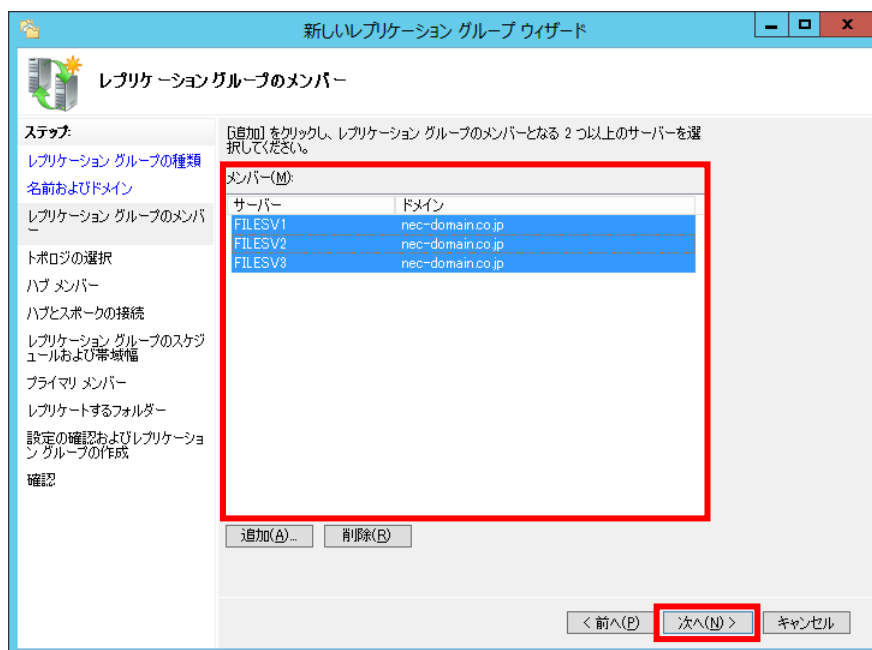 新しいレプリケーション グループ ウィザード
レプリケーション グループのメンバー
ステップ:
レプリケーション グループの種類
名前およびドメイン
レプリケーション グループのメンバ
ー
トポロジの選択
ハブ メンバー
ハブとスポークの接続
レプリケーション グループのスケジ
ュールおよび帯域幅
プライマリ メンバー
レプリケートするフォルダー
設定の確認およびレプリケーショ
ン グループの作成
確認
[追加] をクリックし、レプリケーション グループのメンバーとなる 2 つ以上のサーバーを選
択してください。
メンバー(M):
サーバー ドメイン
FILESV1 nec-domain.co.jp
FILESV2 nec-domain.co.jp
FILESV3 nec-domain.co.jp
追加(A)... 削除(R)
< 前へ(P) 次へ(N) > キャンセル